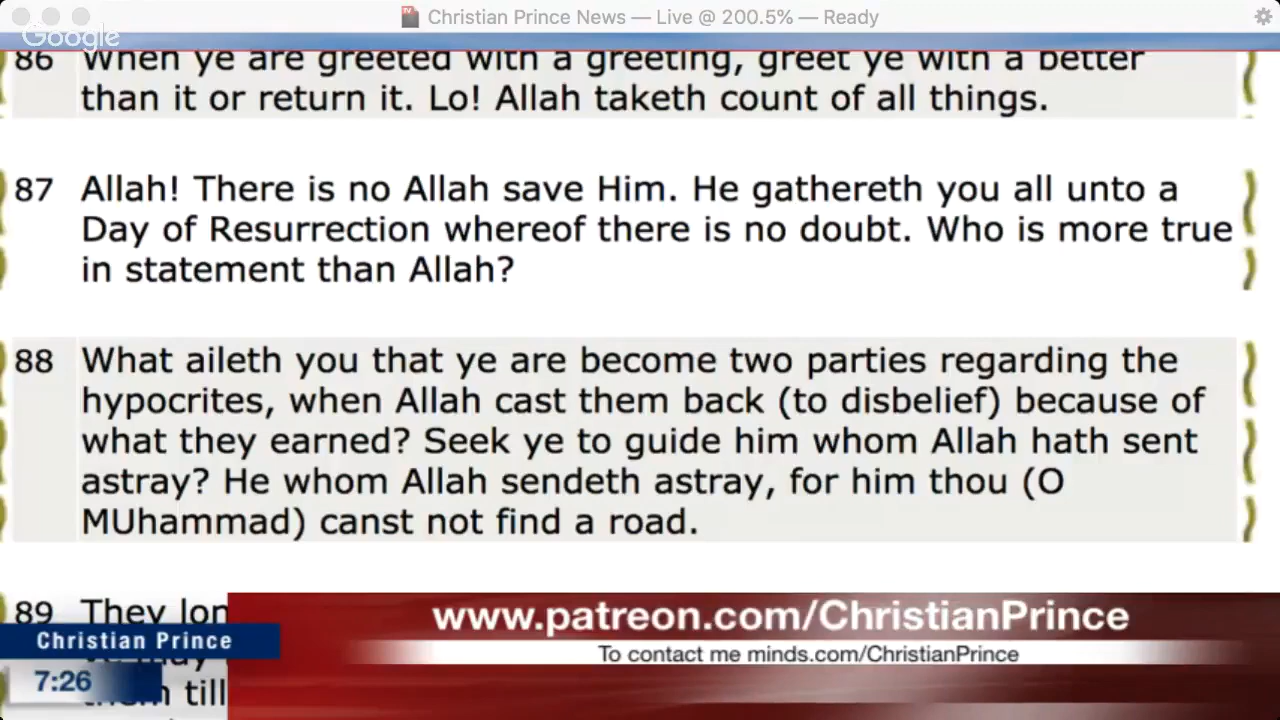 Christian Prince News — Live @ 200.5% — Ready
Google
86 When ye are greeted with a greeting, greet ye with a better
than it or return it. Lo! Allah taketh count of all things.
87 Allah! There is no Allah save Him. He gathereth you all unto a
Day of Resurrection whereof there is no doubt. Who is more true
in statement than Allah?
88 What aileth you that ye are become two parties regarding the
hypocrites, when Allah cast them back (to disbelief) because of
what they earned? Seek ye to guide him whom Allah hath sent
astray? He whom Allah sendeth astray, for him thou (O
MUhammad) canst not find a road.
89 They lon
www.patreon.com/ChristianPrince
Christian Prince
To contact me minds.com/ChristianPrince
may
7:26
them till